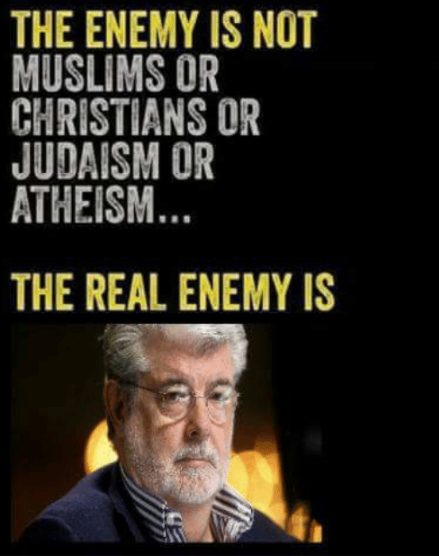 THE ENEMY IS NOT
MUSLIMS OR
CHRISTIANS OR
JUDAISM OR
ATHEISM...
THE REAL ENEMY IS